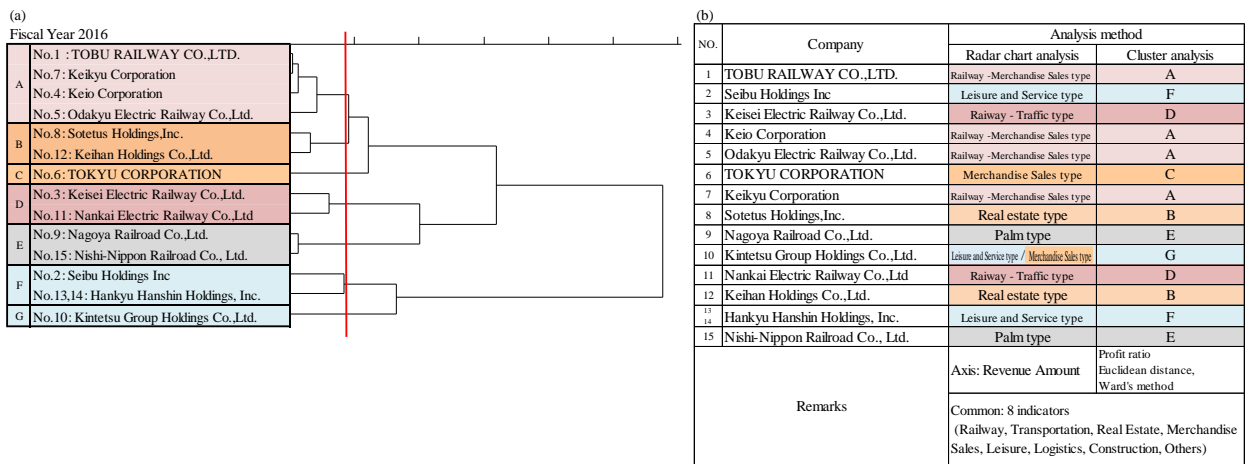 (a)
Fiscal Year 2016
A
No.1 : TOBU RAILWAY CO.,LTD.
No.7: Keikyu Corporation
No.4: Keio Corporation
No.5: Odakyu Electric Railway Co.,Ltd.
B
No.8: Sotetus Holdings,Inc.
No.12: Keihan Holdings Co.,Ltd.
C
No.6: TOKYU CORPORATION
D
No.3: Keisei Electric Railway Co.,Ltd.
No.11: Nankai Electric Railway Co.,Ltd
E
No.9: Nagoya Railroad Co.,Ltd.
No.15: Nishi-Nippon Railroad Co., Ltd.
F
No.2: Seibu Holdings Inc
No.13,14: Hankyu Hanshin Holdings, Inc.
G
No.10: Kintetsu Group Holdings Co.,Ltd.
(b)
NO. Company Analysis method
Radar chart analysis Cluster analysis
1 TOBU RAILWAY CO.,LTD. Railway -Merchandise Sales type A
2 Seibu Holdings Inc Leisure and Service type F
3 Keisei Electric Railway Co.,Ltd. Raiway - Traffic type D
4 Keio Corporation Railway -Merchandise Sales type A
5 Odakyu Electric Railway Co.,Ltd. Railway -Merchandise Sales type A
6 TOKYU CORPORATION Merchandise Sales type C
7 Keikyu Corporation Railway -Merchandise Sales type A
8 Sotetus Holdings,Inc. Real estate type B
9 Nagoya Railroad Co.,Ltd. Palm type E
10 Kintetsu Group Holdings Co.,Ltd. Leisure and Service type / Merchandise Sales type G
11 Nankai Electric Railway Co.,Ltd Raiway - Traffic type D
12 Keihan Holdings Co.,Ltd. Real estate type B
13
14 Hankyu Hanshin Holdings, Inc. Leisure and Service type F
15 Nishi-Nippon Railroad Co., Ltd. Palm type E
Remarks
Axis: Revenue Amount
Profit ratio
Euclidean distance,
Ward's method
Common: 8 indicators
(Railway, Transportation, Real Estate, Merchandise
Sales, Leisure, Logistics, Construction, Others)